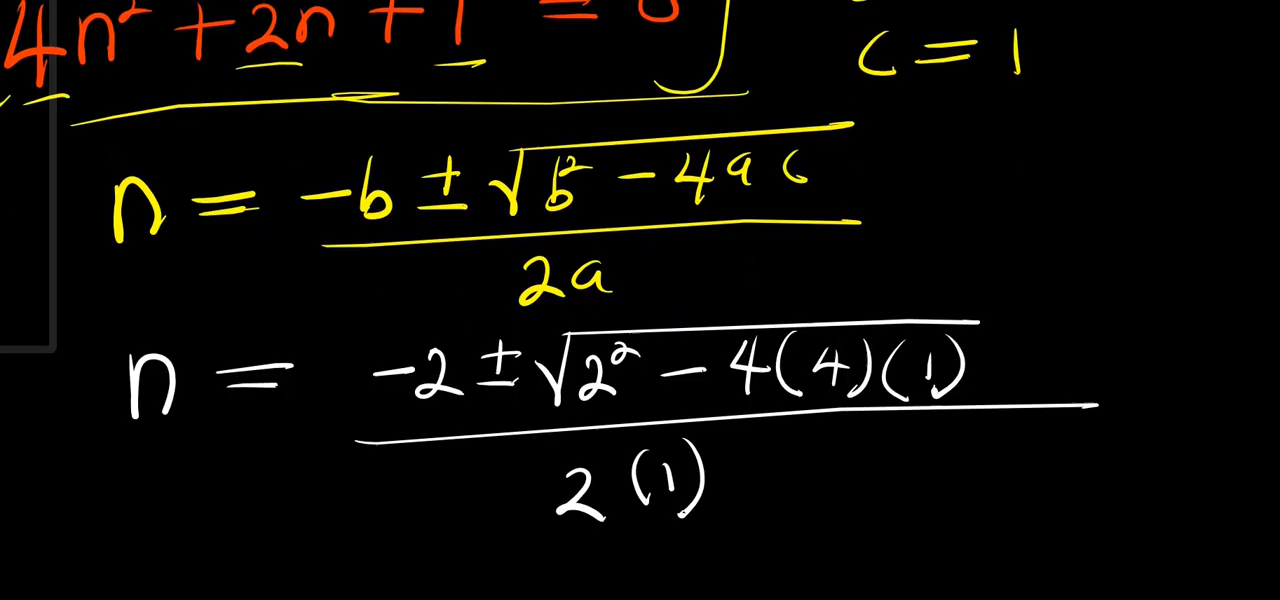 4n² + 2n + 1 = 0
c = 1
n = -b ± √b² - 4ac
2a
n = -2 ± √2² - 4(4)(1)
2(1)